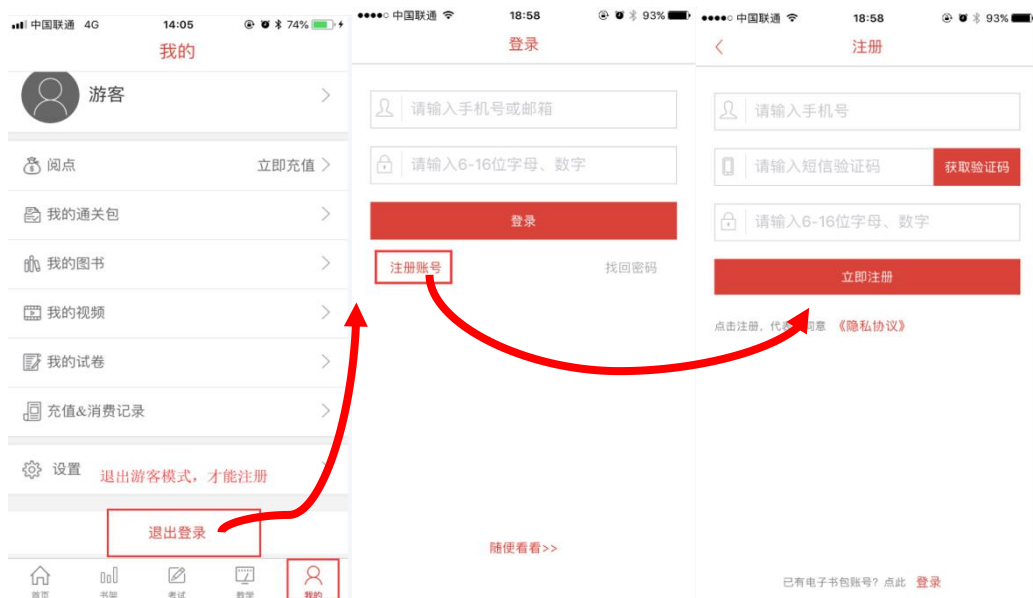 中国联通 4G 14:05 74%
我的
游客
阅点 立即充值
我的通关包
我的图书
我的视频
我的试卷
充值&消费记录
设置 退出游客模式，才能注册
退出登录
首页 书架 考试 教学 我的
中国联通 18:58 93%
登录
请输入手机号或邮箱
请输入6-16位字母、数字
登录
注册账号 找回密码
随便看看>>
中国联通 18:58 93%
注册
请输入手机号
请输入短信验证码 获取验证码
请输入6-16位字母、数字
立即注册
点击注册，代表 同意 《隐私协议》
已有电子书包账号？点此 登录